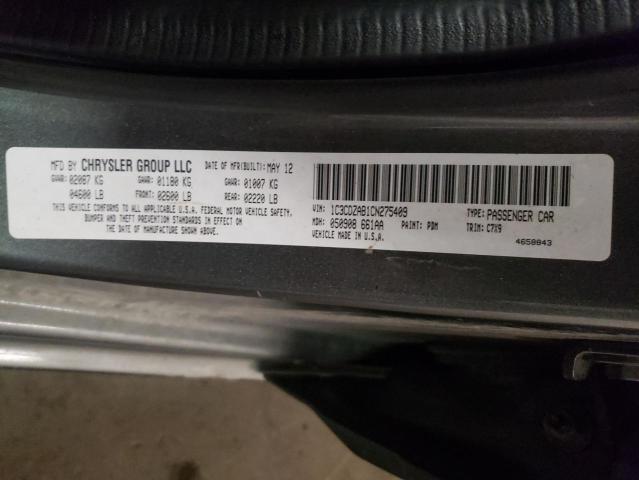 MFD BY CHRYSLER GROUP LLC DATE OF MFR(BUILT): MAY 12
GVWR: 02087 KG GAWR: 01180 KG GAWR: 01007 KG
04600 LB FRONT: 02600 LB REAR: 02220 LB
THIS VEHICLE CONFORMS TO ALL APPLICABLE U.S.A. FEDERAL MOTOR VEHICLE SAFETY,
BUMPER, AND THEFT PREVENTION STANDARDS IN EFFECT ON
THE DATE OF MANUFACTURE SHOWN ABOVE.
VIN: 1C3CDZAB1CN275409 TYPE: PASSENGER CAR
MDH: 050908 661AA PAINT: PDM TRIM: C7X9
VEHICLE MADE IN U.S.A. 4658843